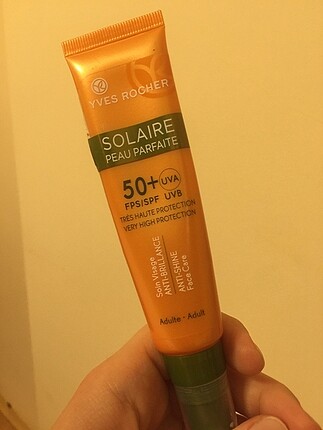 YVES ROCHER
SOLAIRE
PEAU PARFAITE
50+ UVA
FPS|SPF UVB
TRÈS HAUTE PROTECTION
VERY HIGH PROTECTION
Soin Visage
ANTI-BRILLANCE
ANTI-SHINE
Face Care
Adulte - Adult